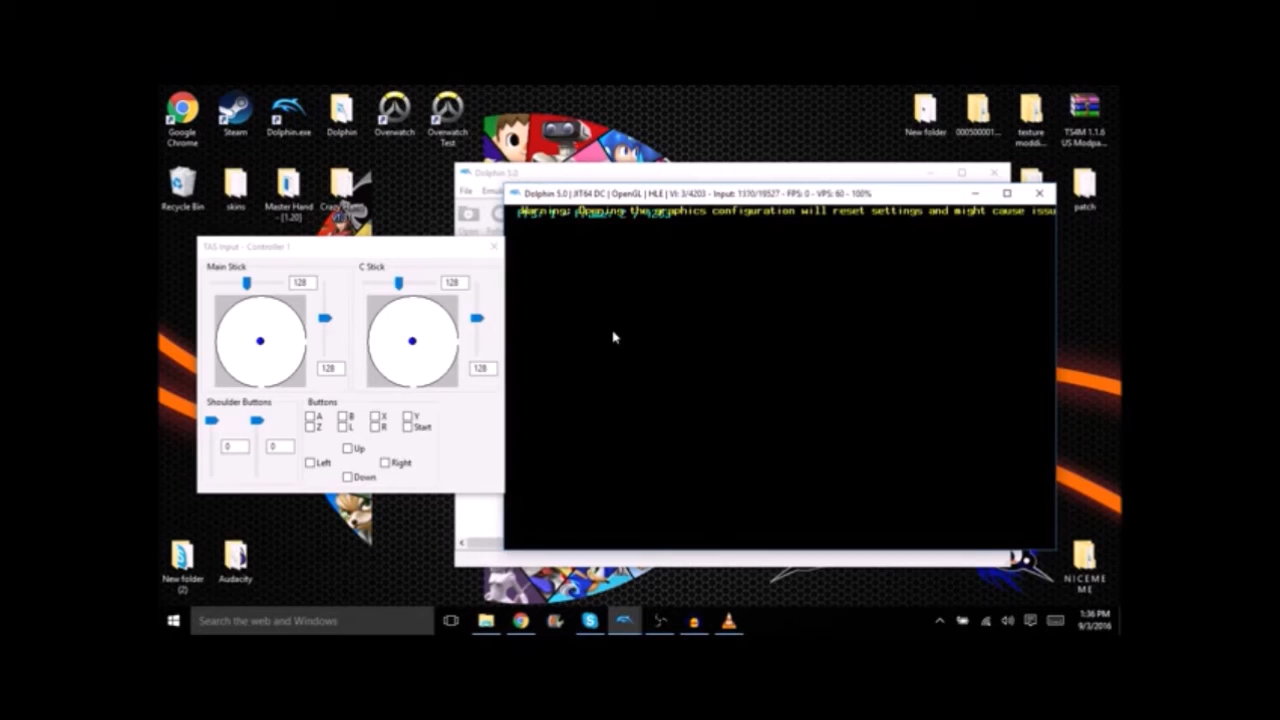 Google Chrome
Steam
Dolphin.exe
Dolphin
Overwatch
Overwatch Test
New folder
000500001...
texture moddi...
TS4M 1.1.6 US Modpa...
Recycle Bin
skins
Master Hand - [1.20]
patch
Dolphin 5.0
File
Dolphin 5.0 | JIT64 DC | OpenGL | HLE | VI: 3/4203 - Input: 1370/19527 - FPS: 0 - VPS: 60 - 100%
Warning: Opening the graphics configuration will reset settings and might cause issu
TAS Input - Controller 1
Main Stick
C Stick
128
128
128
128
Shoulder Buttons
Buttons
0
0
A B X Y
Z L R Start
Up
Left Right
Down
New folder (2)
Audacity
NICEME ME
Search the web and Windows
1:36 PM
9/3/2016